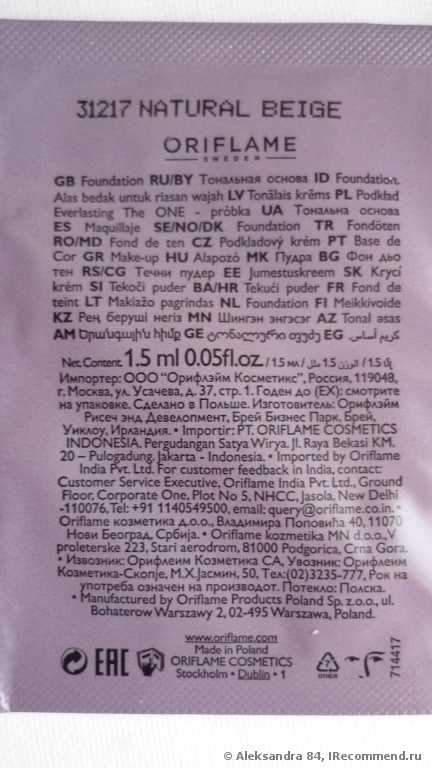 31217 NATURAL BEIGE
ORIFLAME
SWEDEN
GB Foundation RU/BY Тональная основа ID Foundation.
Alas bedak untuk riasan wajah LV Tonālais krēms PL Podkład
Everlasting The ONE - próbka UA Тональна основа
ES Maquillaje SE/NO/DK Foundation TR Fondöten
RO/MD Fond de ten CZ Podkladový krém PT Base de
Cor GR Make-up HU Alapozó MK Пудра BG Фон дьо
тен RS/CG Течни пудер EE Jumestuskreem SK Krycí
krém SI Tekoči puder BA/HR Tekući puder FR Fond de
teint LT Makiažo pagrindas NL Foundation FI Meikkivoide
KZ Рең беруші негіз MN Шингэн энгэсэг AZ Tonal əsas
AM Երանգային հիմք GE ტონალური ფუძე EG كريم أساس.
Net. Content. 1.5 ml 0.05fl.oz. / 1.5 мл / الوزن 1.5 مل /
Импортер: ООО "Орифлэйм Косметикс", Россия, 119048,
г. Москва, ул. Усачева, д.37, стр. 1. Годен до (EX): смотрите
на упаковке. Сделано в Польше. Изготовитель: Орифлэйм
Рисеч энд Девелопмент, Брей Бизнес Парк, Брей,
Уиклоу, Ирландия. • Importir: PT. ORIFLAME COSMETICS
INDONESIA. Pergudangan Satya Wirya. Jl. Raya Bekasi KM.
20 – Pulogadung. Jakarta - Indonesia. • Imported by Oriflame
India Pvt. Ltd. For customer feedback in India, contact:
Customer Service Executive, Oriflame India Pvt. Ltd., Ground
Floor, Corporate One, Plot No 5, NHCC, Jasola, New Delhi
-110076, Tel: +91 1140549500, email: query@oriflame.co.in. •
Oriflame козметика д.о.о., Владимира Поповића 40, 11070
Нови Београд, Србија. • Oriflame kozmetika MN d.o.o., V
proleterske 223, Stari aerodrom, 81000 Podgorica, Crna Gora.
• Извозник: Орифлејм Козметика СА, Увозник: Орифлејм
Козметика-Скопје, М.Х.Јасмин, 50, Тел:(02)3235-777, Рок на
употреба означен на производот. Потекло: Полска.
• Manufactured by Oriflame Products Poland Sp. z.o.o., ul.
Bohaterow Warszawy 2, 02-495 Warszawa, Poland.
www.oriflame.com
Made in Poland
ORIFLAME COSMETICS
Stockholm • Dublin • 1
EAC
OTHER
714417
© Aleksandra 84, IRecommend.ru